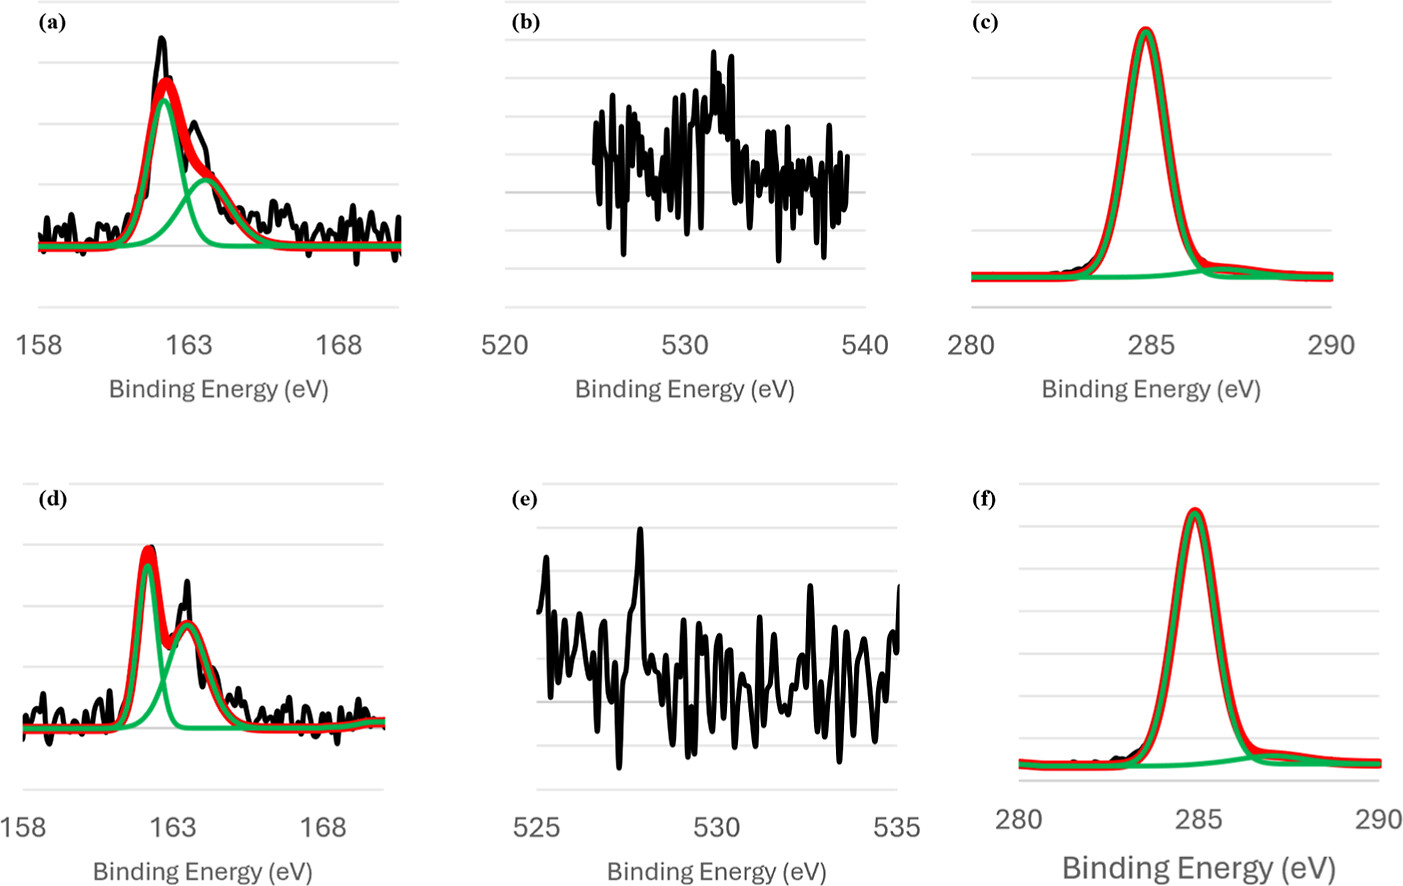 (a) (b) (c)
158 163 168 520 530 540 280 285 290
Binding Energy (eV) Binding Energy (eV) Binding Energy (eV)
(d) (e) (f)
158 163 168 525 530 535 280 285 290
Binding Energy (eV) Binding Energy (eV) Binding Energy (eV)